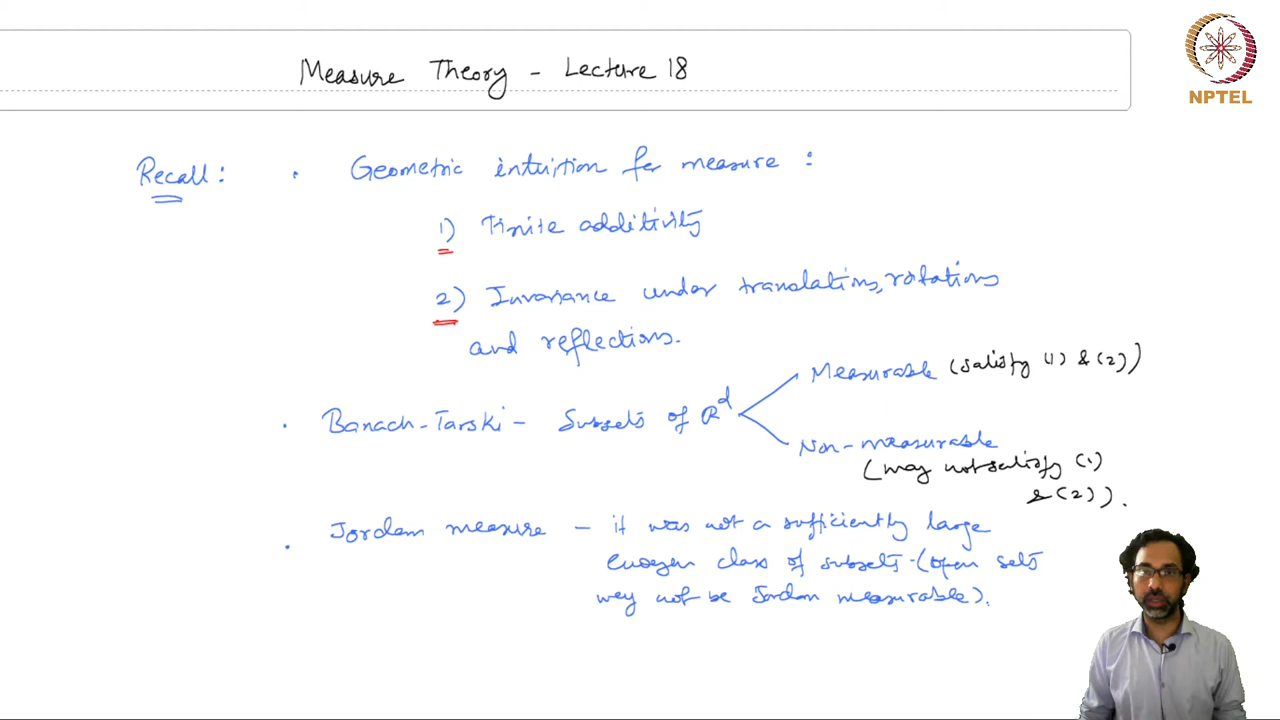 Measure Theory - Lecture 18
NPTEL
Recall: · Geometric intuition for measure :
1) Finite additivity
2) Invariance under translations, rotations
and reflections.
Measurable (satisfy (1) & (2))
· Banach-Tarski - Subsets of ℝᵈ
Non-measurable
(may not satisfy (1)
& (2)).
· Jordan measure - it was not a sufficiently large
enough class of subsets. (open sets
may not be Jordan measurable).